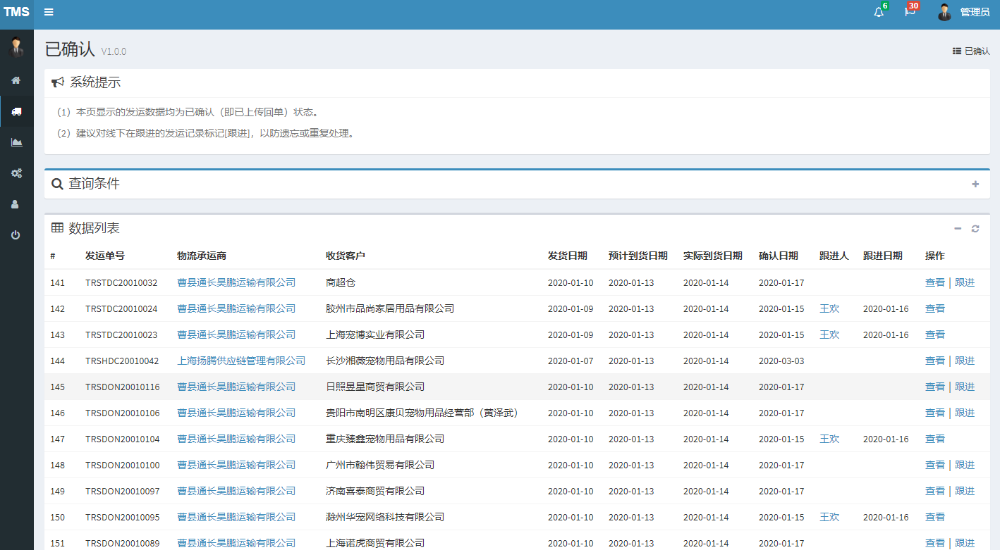 TMS 6 30 管理员
已确认 V1.0.0 已确认
系统提示
（1）本页显示的发运数据均为已确认（即已上传回单）状态。
（2）建议对线下在跟进的发运记录标记[跟进]，以防遗忘或重复处理。
查询条件
数据列表
# 发运单号 物流承运商 收货客户 发货日期 预计到货日期 实际到货日期 确认日期 跟进人 跟进日期 操作
141 TRSTDC20010032 曹县通长昊鹏运输有限公司 商超仓 2020-01-10 2020-01-13 2020-01-14 2020-01-17 查看 | 跟进
142 TRSTDC20010024 曹县通长昊鹏运输有限公司 胶州市品尚家居用品有限公司 2020-01-09 2020-01-13 2020-01-14 2020-01-15 王欢 2020-01-16 查看
143 TRSTDC20010023 曹县通长昊鹏运输有限公司 上海宠博实业有限公司 2020-01-09 2020-01-13 2020-01-14 2020-01-15 王欢 2020-01-16 查看
144 TRSHDC20010042 上海扬腾供应链管理有限公司 长沙湘薇宠物用品有限公司 2020-01-07 2020-01-13 2020-01-14 2020-03-03 查看 | 跟进
145 TRSDON20010116 曹县通长昊鹏运输有限公司 日照昱星商贸有限公司 2020-01-10 2020-01-13 2020-01-14 2020-01-17 查看 | 跟进
146 TRSDON20010106 曹县通长昊鹏运输有限公司 贵阳市南明区康贝宠物用品经营部（黄泽武） 2020-01-10 2020-01-13 2020-01-14 2020-01-17 查看 | 跟进
147 TRSDON20010104 曹县通长昊鹏运输有限公司 重庆臻鑫宠物用品有限公司 2020-01-10 2020-01-13 2020-01-14 2020-01-15 王欢 2020-01-16 查看
148 TRSDON20010100 曹县通长昊鹏运输有限公司 广州市翰伟贸易有限公司 2020-01-10 2020-01-13 2020-01-14 2020-01-17 查看 | 跟进
149 TRSDON20010097 曹县通长昊鹏运输有限公司 济南喜泰商贸有限公司 2020-01-10 2020-01-13 2020-01-14 2020-01-17 查看 | 跟进
150 TRSDON20010095 曹县通长昊鹏运输有限公司 滁州华宠网络科技有限公司 2020-01-10 2020-01-13 2020-01-14 2020-01-15 王欢 2020-01-16 查看
151 TRSDON20010089 曹县通长昊鹏运输有限公司 上海诺虎商贸有限公司 2020-01-10 2020-01-13 2020-01-14 2020-01-17 查看 | 跟进